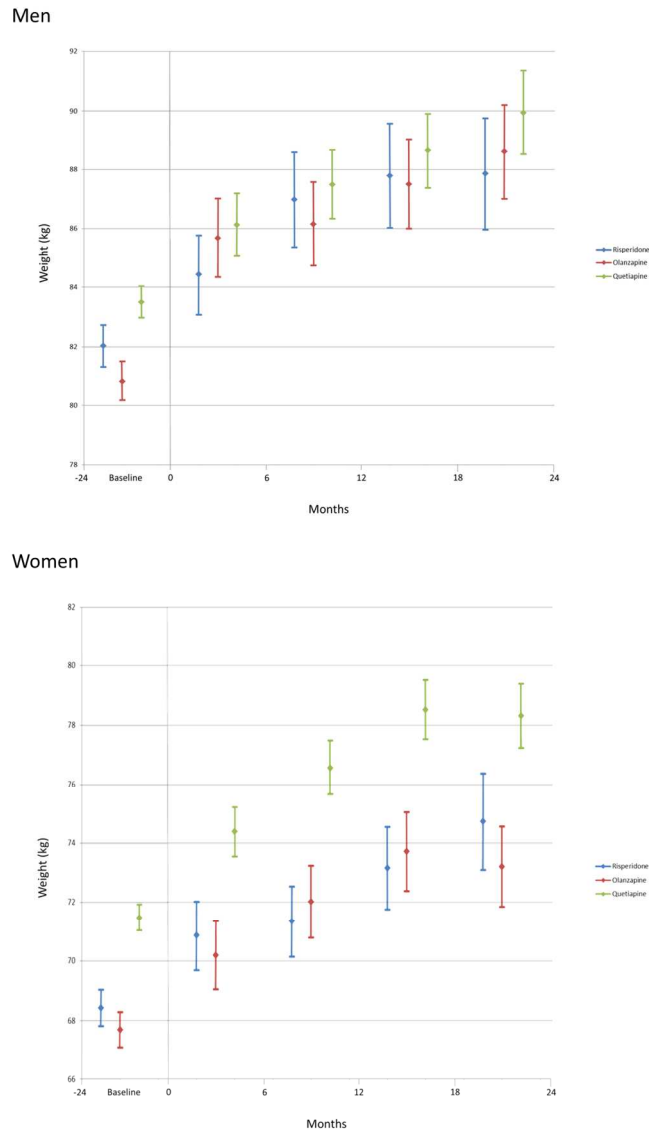 Men
92
90
88
86
84
82
80
78
Weight (kg)
-24 Baseline 0 6 12 18 24
Months
Risperidone
Olanzapine
Quetiapine
Women
82
80
78
76
74
72
70
68
66
Weight (kg)
-24 Baseline 0 6 12 18 24
Months
Risperidone
Olanzapine
Quetiapine